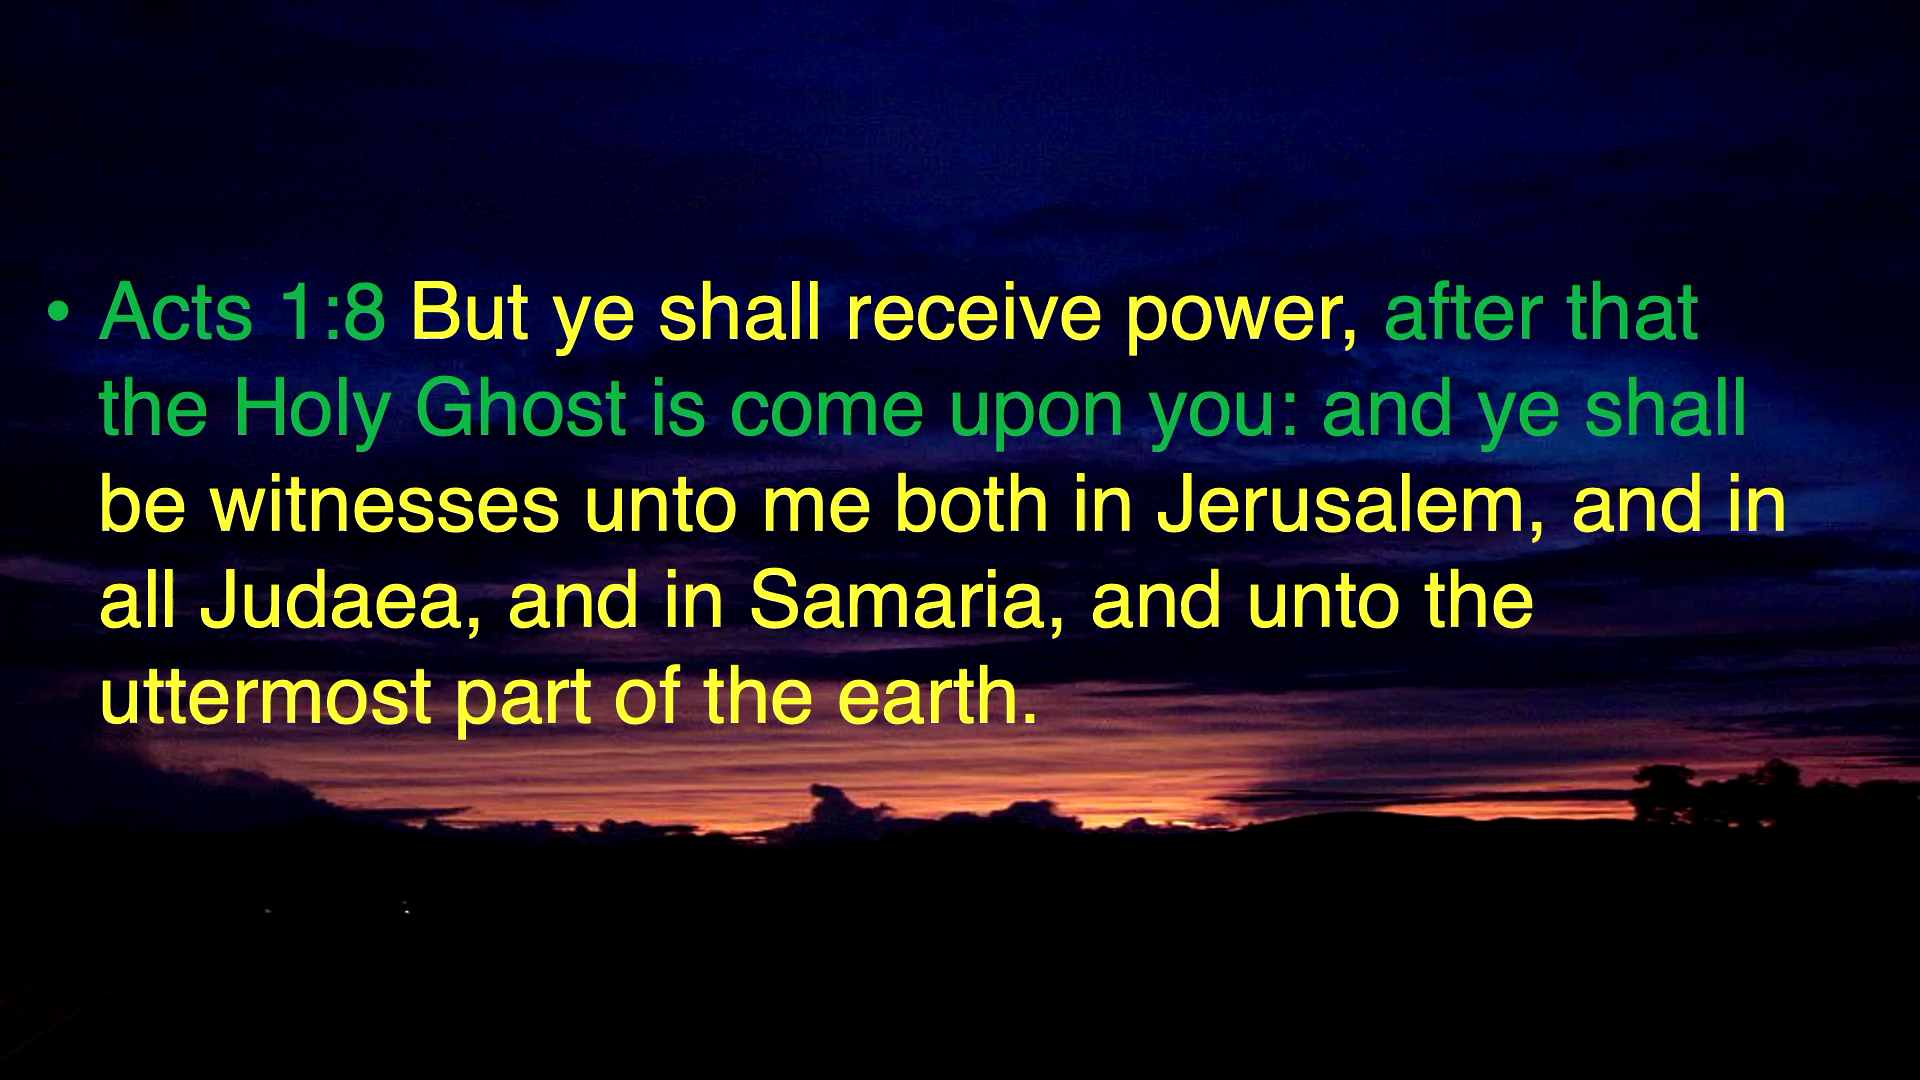 • Acts 1:8 But ye shall receive power, after that
the Holy Ghost is come upon you: and ye shall
be witnesses unto me both in Jerusalem, and in
all Judaea, and in Samaria, and unto the
uttermost part of the earth.